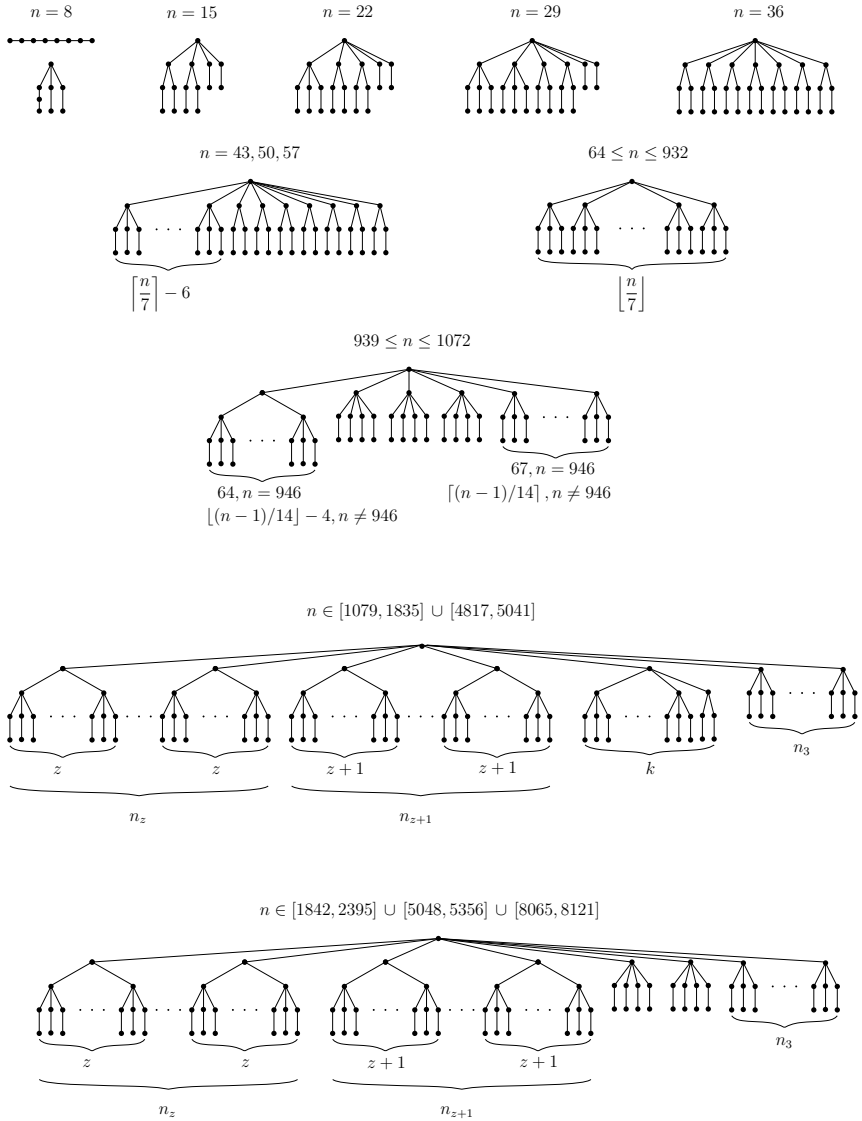 n = 8 n = 15 n = 22 n = 29 n = 36
n = 43, 50, 57 64 ≤ n ≤ 932
· · · · · ·
⌈n/7⌉ − 6 ⌊n/7⌋
939 ≤ n ≤ 1072
· · · · · ·
64, n = 946 67, n = 946
⌊(n − 1)/14⌋ − 4, n ≠ 946 ⌈(n − 1)/14⌉ , n ≠ 946
n ∈ [1079, 1835] ∪ [4817, 5041]
z z z + 1 z + 1 k n₃
n_z n_{z+1}
n ∈ [1842, 2395] ∪ [5048, 5356] ∪ [8065, 8121]
z z z + 1 z + 1 n₃
n_z n_{z+1}